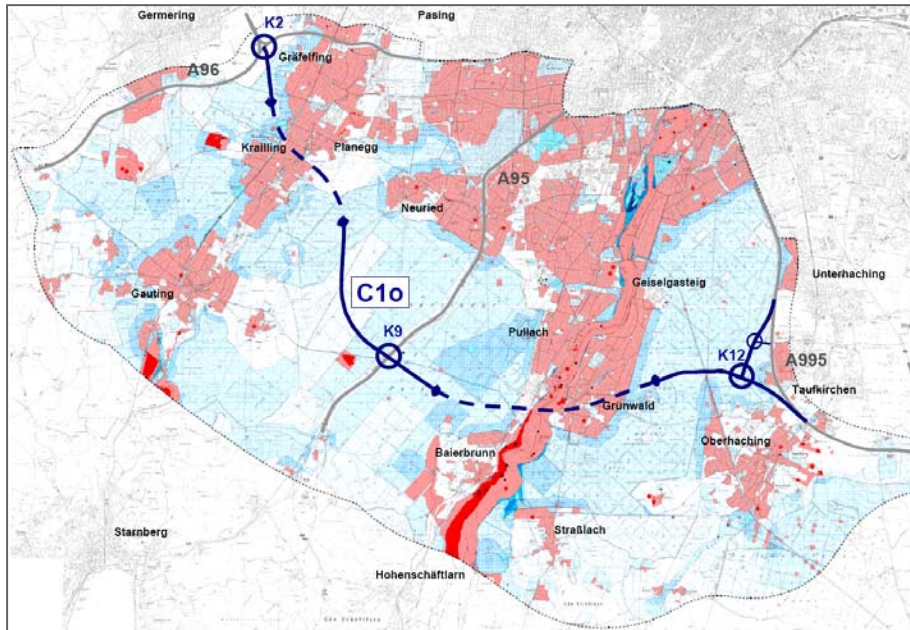 Germering
K2
Pasing
Gräfelfing
A96
Krailling
Planegg
A95
Neuried
Gauting
C1o
Geiselgasteig
Unterhaching
K9
Pullach
K12
A995
Taufkirchen
Grünwald
Oberhaching
Baierbrunn
Starnberg
Straßlach
Hohenschäftlarn